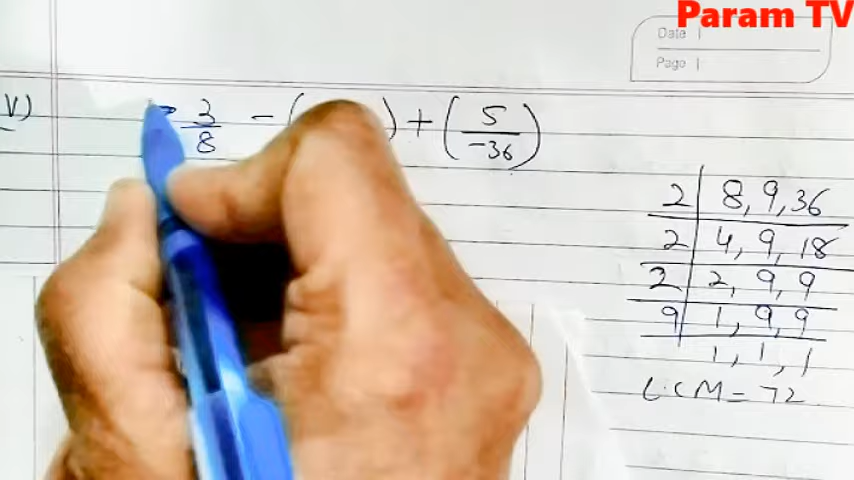 Param TV
Date
Page
V) - 3/8 - ( ) + (5/-36)
2 | 8, 9, 36
2 | 4, 9, 18
2 | 2, 9, 9
9 | 1, 9, 9
1, 1, 1
L.C M = 72